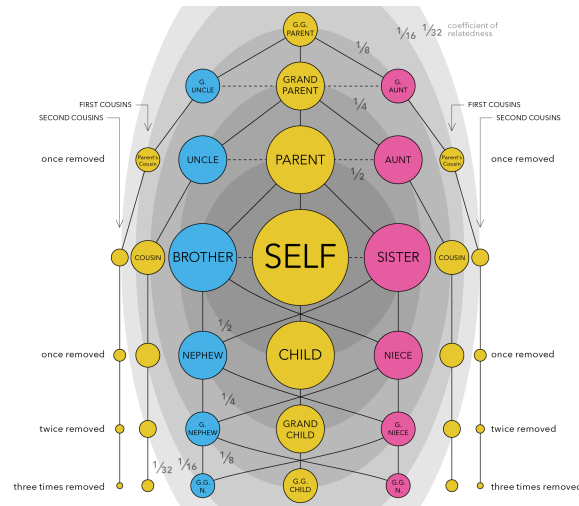 G.G.
PARENT
1/8
1/16
1/32
coefficient of
relatedness
G.
UNCLE
GRAND
PARENT
G.
AUNT
1/4
FIRST COUSINS
SECOND COUSINS
FIRST COUSINS
SECOND COUSINS
once removed
Parent's
Cousin
UNCLE
PARENT
AUNT
Parent's
Cousin
once removed
1/2
COUSIN
BROTHER
SELF
SISTER
COUSIN
1/2
once removed
NEPHEW
CHILD
NIECE
once removed
1/4
twice removed
G.
NEPHEW
GRAND
CHILD
G.
NIECE
twice removed
1/32
1/16
1/8
three times removed
G.G.
N.
G.G.
CHILD
G.G.
N.
three times removed